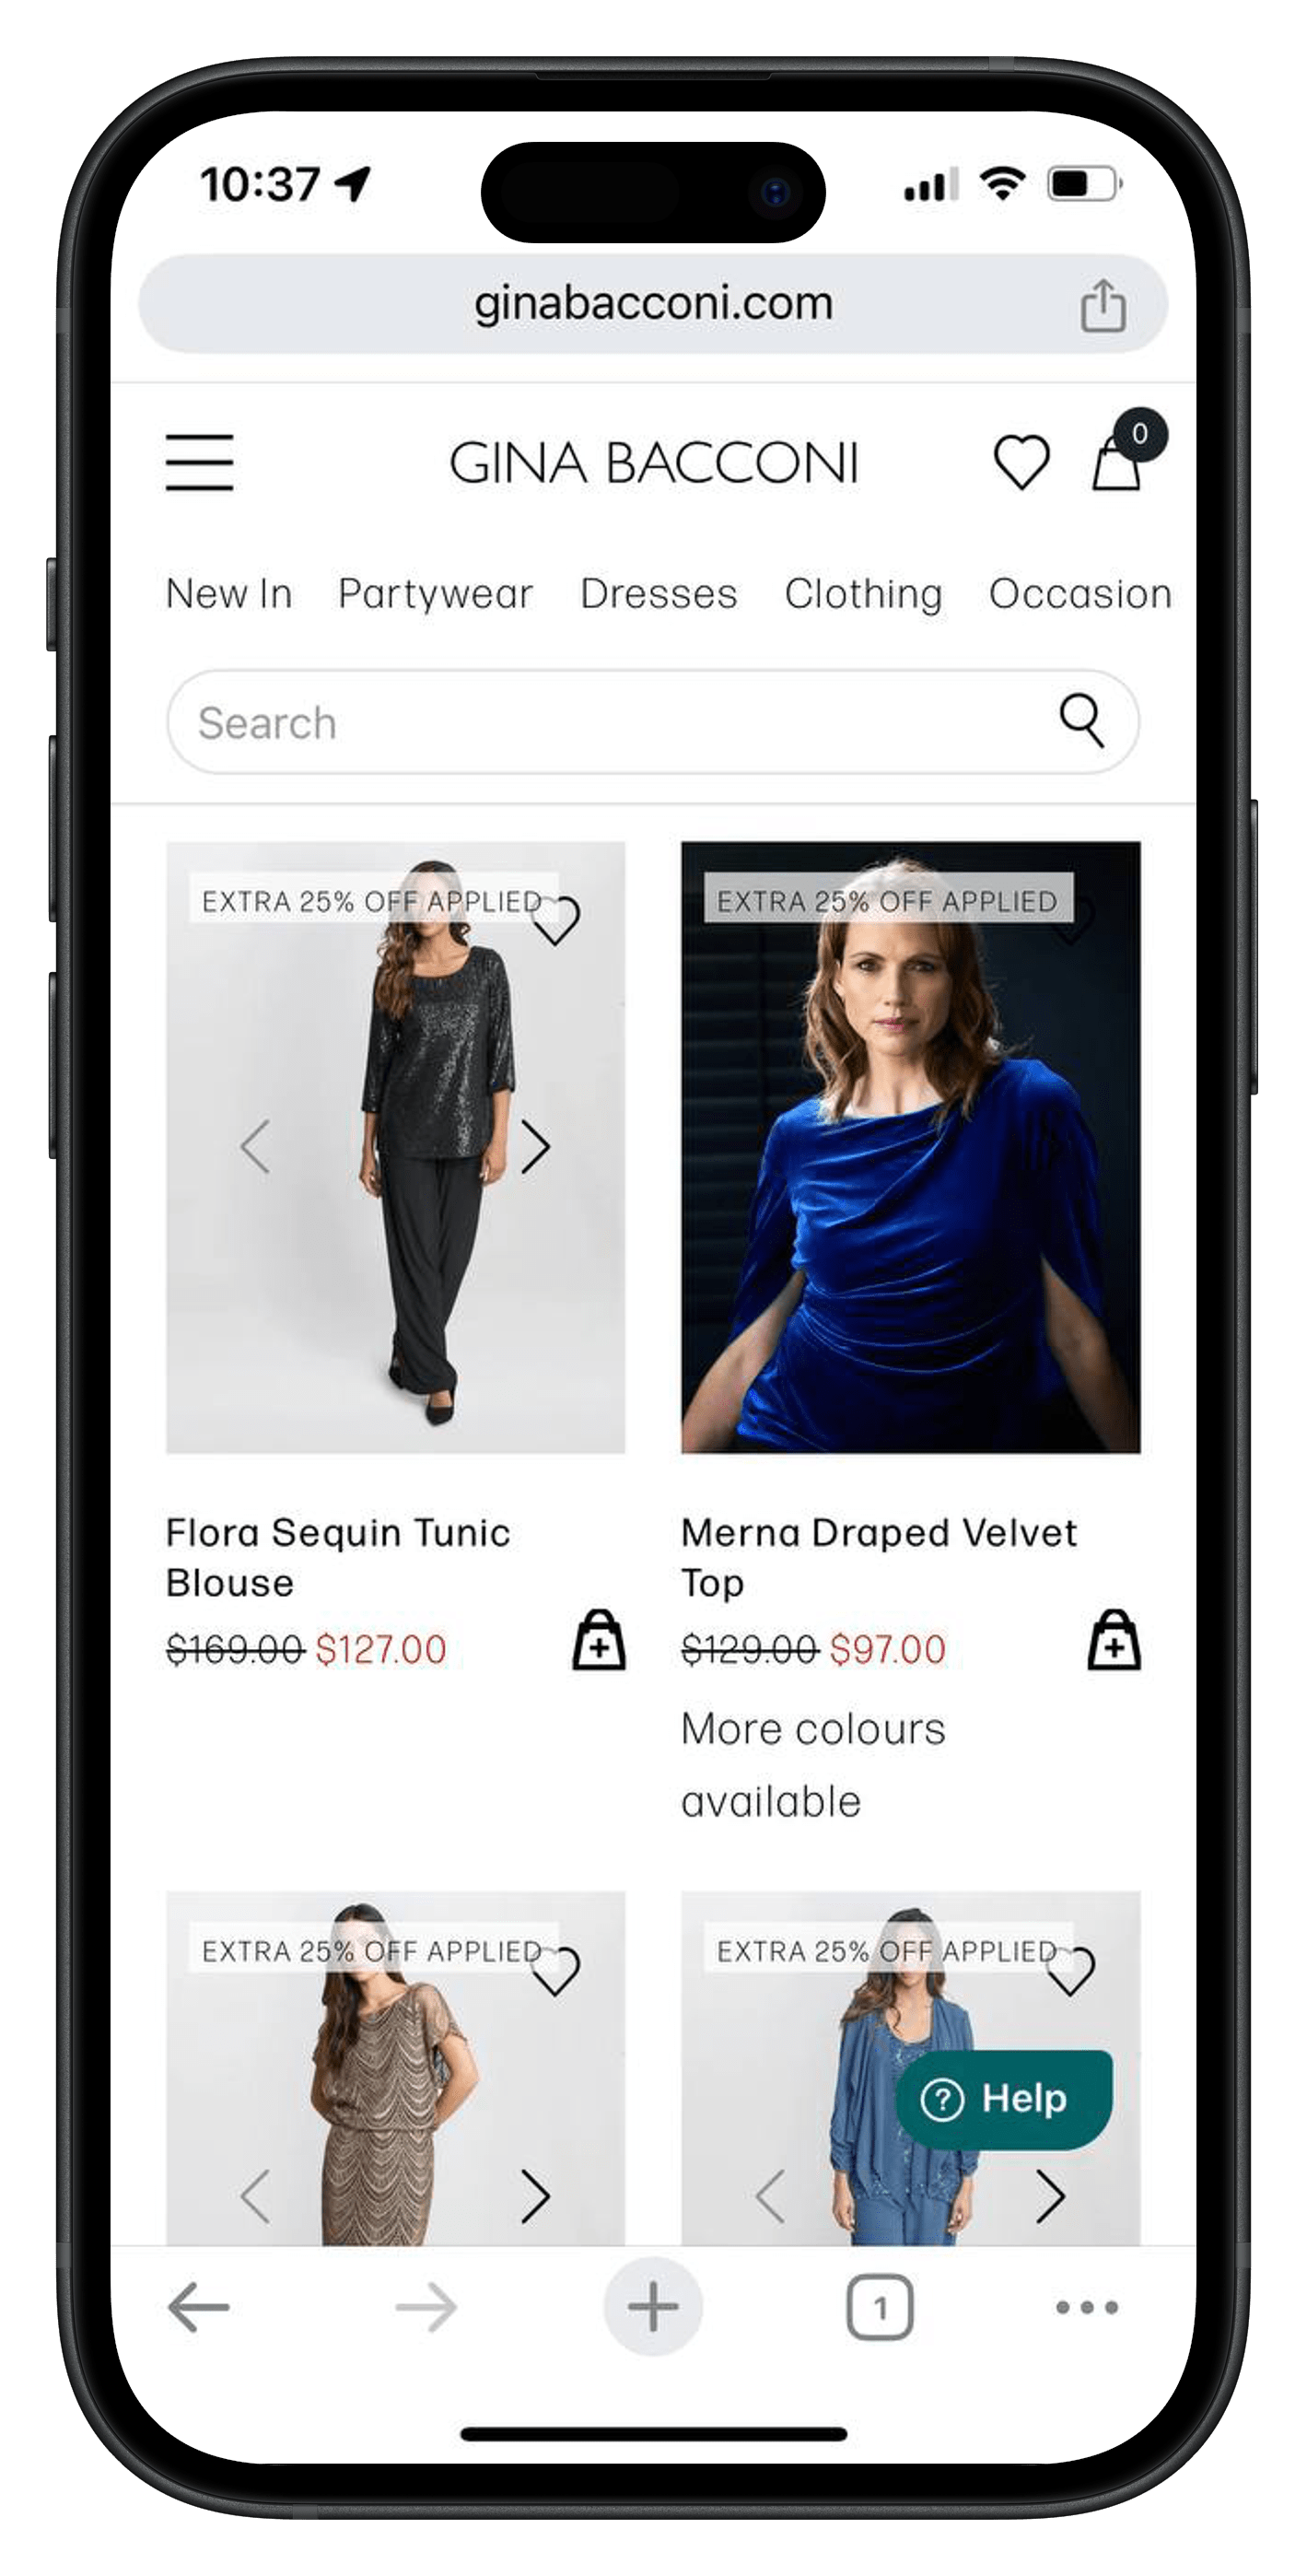 10:37
ginabacconi.com
GINA BACCONI
0
New In Partywear Dresses Clothing Occasion
Search
EXTRA 25% OFF APPLIED
EXTRA 25% OFF APPLIED
Flora Sequin Tunic
Blouse
$169.00 $127.00
Merna Draped Velvet
Top
$129.00 $97.00
More colours
available
EXTRA 25% OFF APPLIED
EXTRA 25% OFF APPLIED
? Help
1